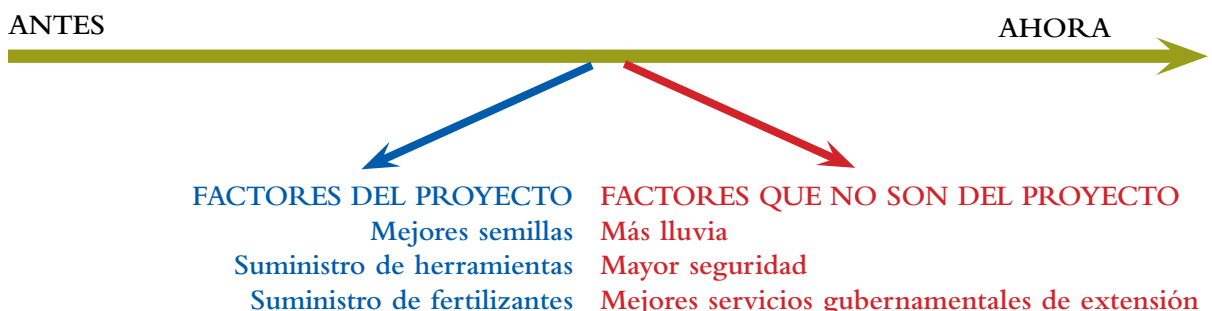 ANTES
AHORA
FACTORES DEL PROYECTO
Mejores semillas
Suministro de herramientas
Suministro de fertilizantes
FACTORES QUE NO SON DEL PROYECTO
Más lluvia
Mayor seguridad
Mejores servicios gubernamentales de extensión